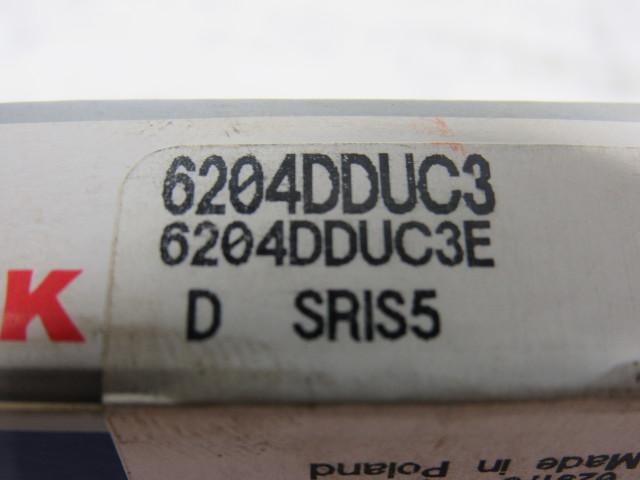 6204DDUC3
6204DDUC3E
D SRIS5
K
Made in Poland